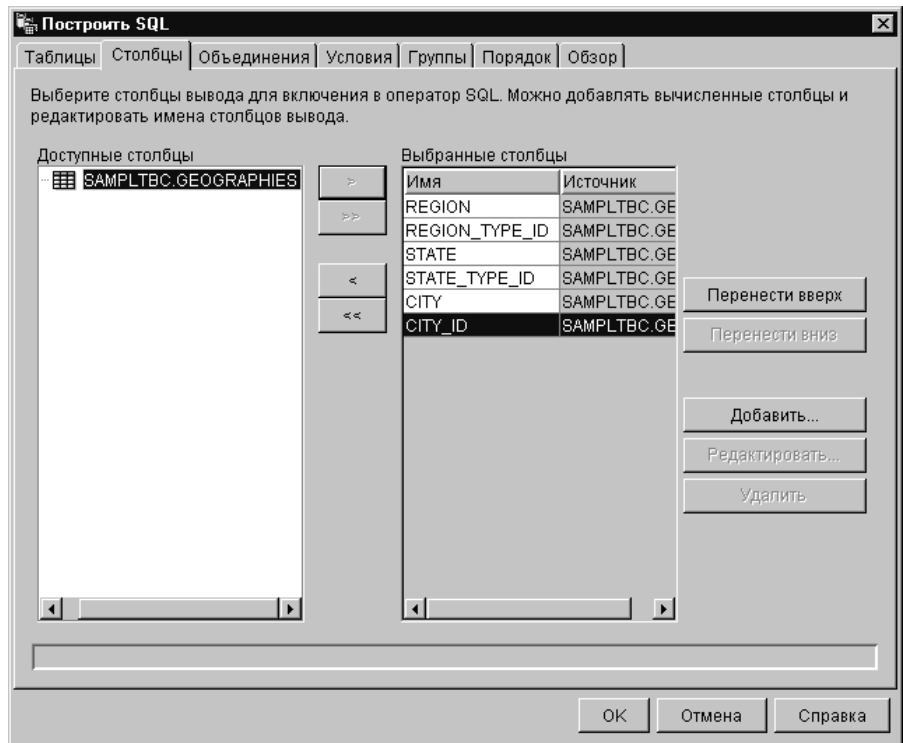 Построить SQL
Таблицы Столбцы Объединения Условия Группы Порядок Обзор
Выберите столбцы вывода для включения в оператор SQL. Можно добавлять вычисленные столбцы и
редактировать имена столбцов вывода.
Доступные столбцы
SAMPLTBC.GEOGRAPHIES
>
>>
<
<<
Выбранные столбцы
Имя Источник
REGION SAMPLTBC.GE
REGION_TYPE_ID SAMPLTBC.GE
STATE SAMPLTBC.GE
STATE_TYPE_ID SAMPLTBC.GE
CITY SAMPLTBC.GE
CITY_ID SAMPLTBC.GE
Перенести вверх
Перенести вниз
Добавить...
Редактировать...
Удалить
OK Отмена Справка